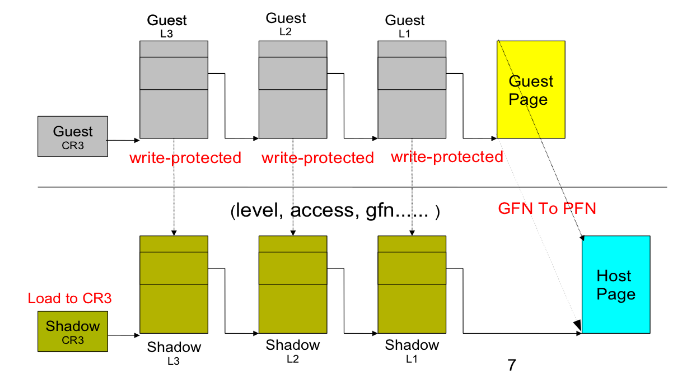 Guest
L3
Guest
L2
Guest
L1
Guest
Page
Guest
CR3
write-protected
write-protected
write-protected
(level, access, gfn...... )
GFN To PFN
Load to CR3
Shadow
CR3
Host
Page
Shadow
L3
Shadow
L2
Shadow
L1
7